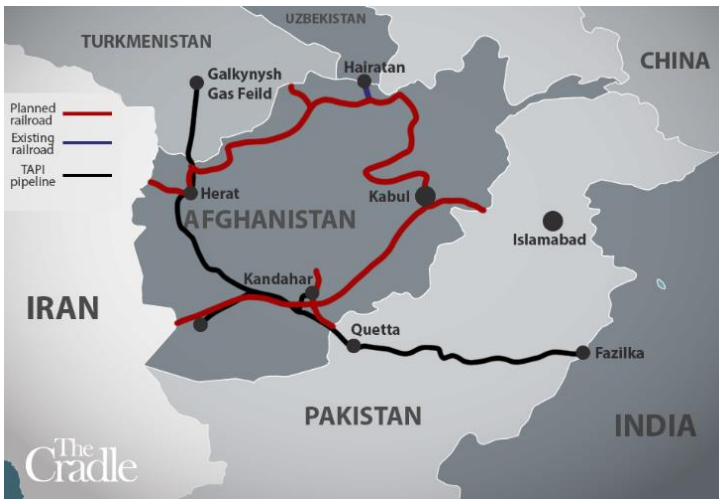 UZBEKISTAN
TURKMENISTAN
CHINA
Galkynysh
Gas Feild
Hairatan
Planned
railroad
Existing
railroad
TAPI
pipeline
Herat
Kabul
AFGHANISTAN
Islamabad
Kandahar
IRAN
Quetta
Fazilka
PAKISTAN
INDIA
The
Cradle